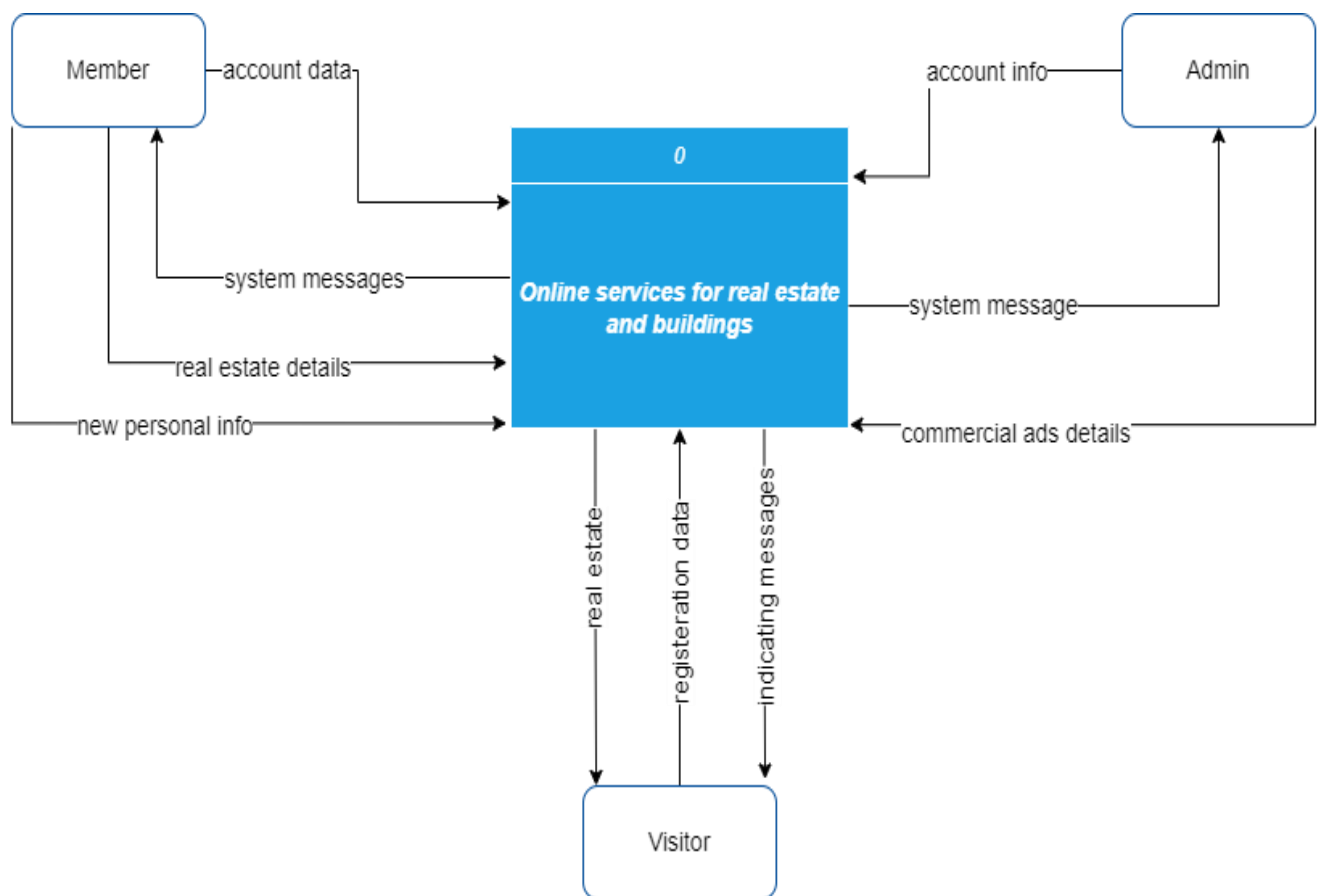 Member
account data
account info
Admin
0
system messages
Online services for real estate
and buildings
system message
real estate details
new personal info
commercial ads details
real estate
registeration data
indicating messages
Visitor